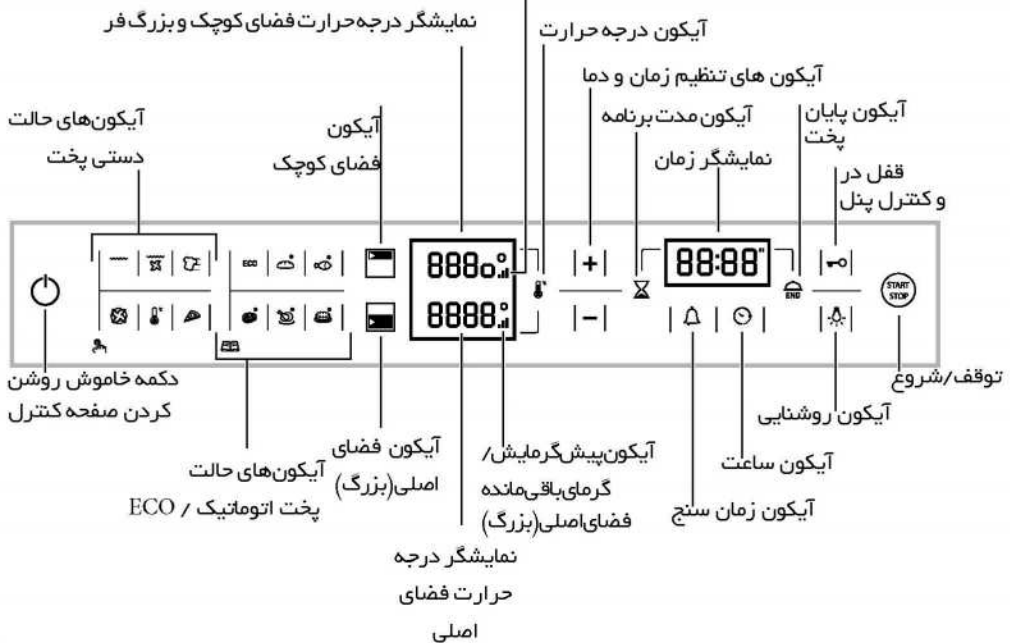 نمایشگر درجه حرارت فضای کوچک و بزرگ فر
آیکون درجه حرارت
آیکون های تنظیم زمان و دما
آیکون مدت برنامه
نمایشگر زمان
آیکون پایان
پخت
قفل در
و کنترل پنل
آیکون
فضای کوچک
آیکون‌های حالت
دستی پخت
ECO
888o°
8888°
+
−
88:88"
END
START
STOP
دکمه خاموش روشن
کردن صفحه کنترل
آیکون‌های حالت
پخت اتوماتیک / ECO
آیکون فضای
اصلی(بزرگ)
آیکون‌پیش‌گرمایش/
گرمای‌باقی‌مانده
فضای‌اصلی(بزرگ)
نمایشگر درجه
حرارت فضای
اصلی
آیکون زمان سنج
آیکون ساعت
آیکون روشنایی
توقف/شروع